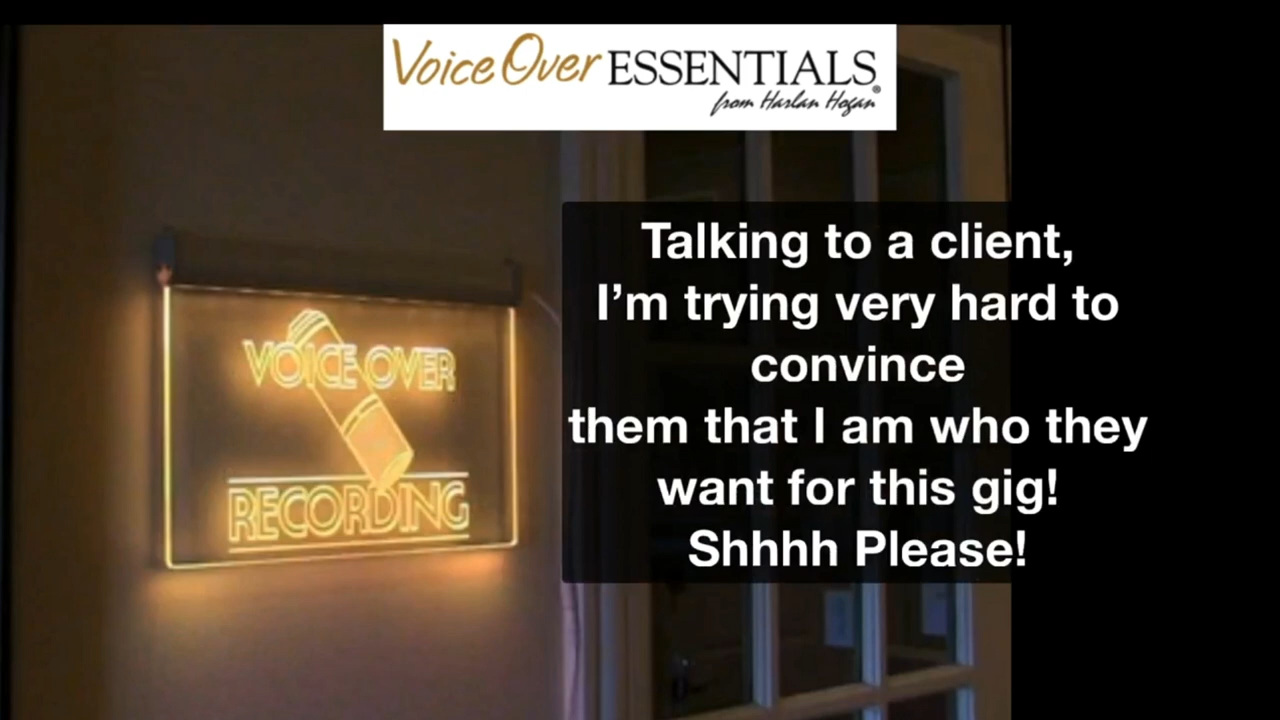 Voice Over ESSENTIALS®
from Harlan Hogan
Talking to a client,
I’m trying very hard to
convince
them that I am who they
want for this gig!
Shhhh Please!
VOICE OVER
RECORDING